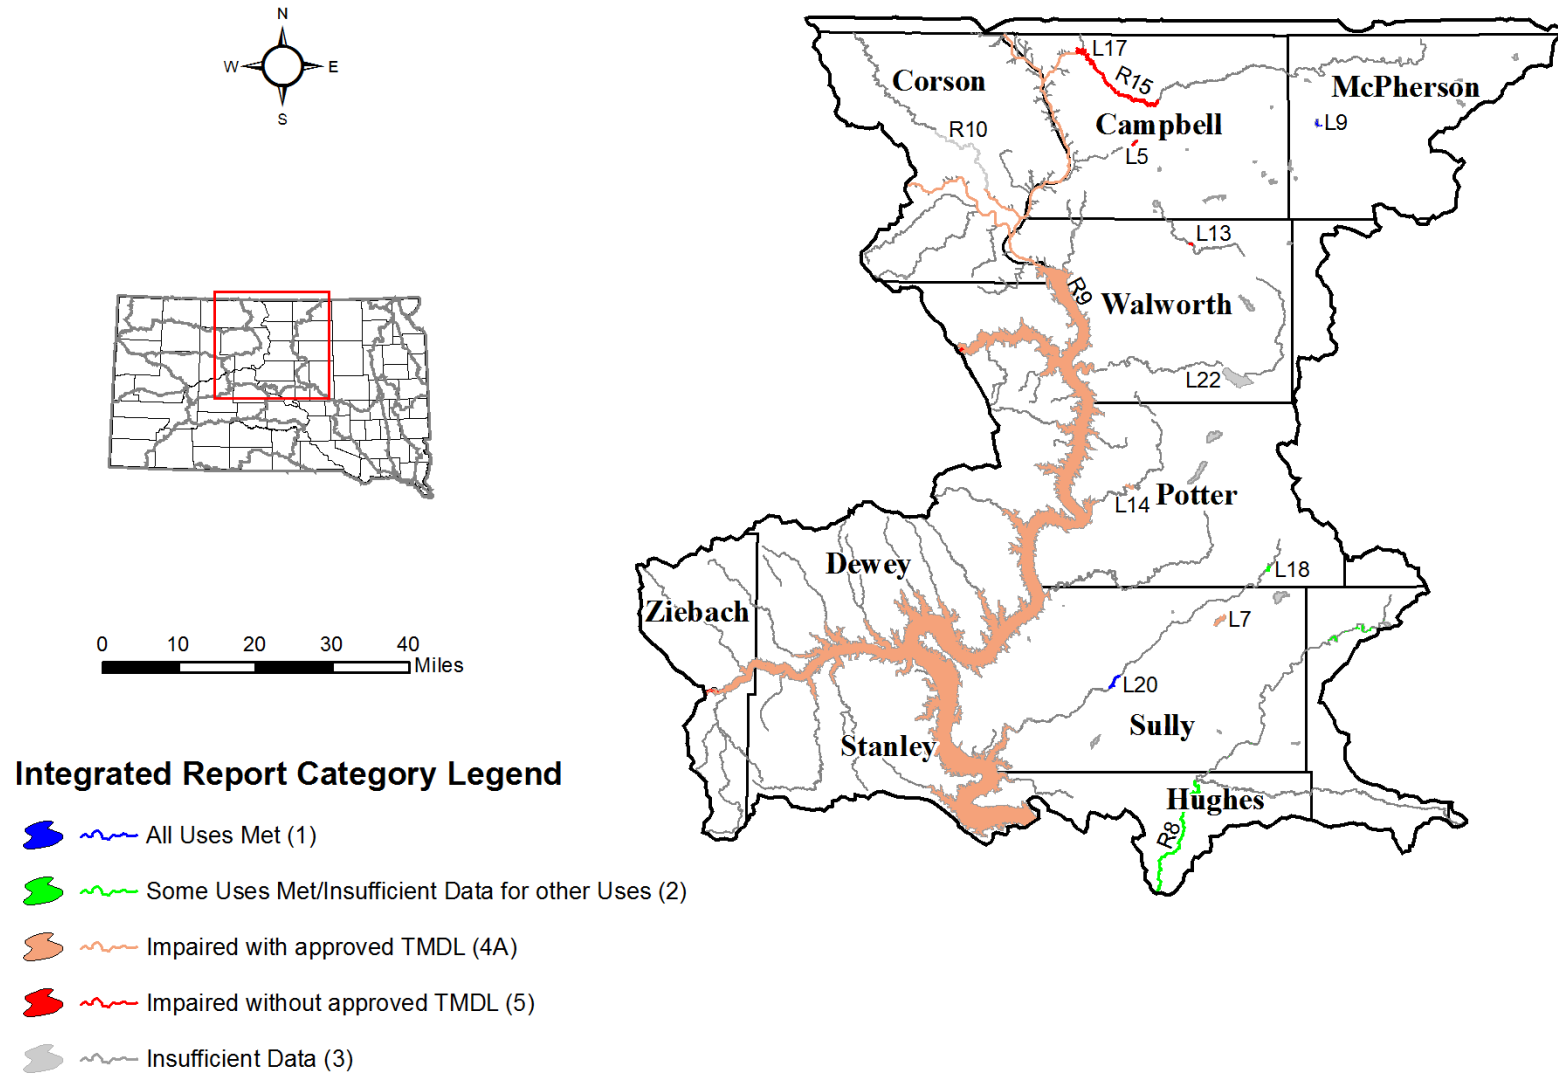 N
W
E
S
L17
R15
Corson
McPherson
Campbell
L9
R10
L5
L13
R9
Walworth
L22
L14
Potter
Dewey
L18
Ziebach
L7
0 10 20 30 40
Miles
L20
Sully
Stanley
Hughes
R8
Integrated Report Category Legend
All Uses Met (1)
Some Uses Met/Insufficient Data for other Uses (2)
Impaired with approved TMDL (4A)
Impaired without approved TMDL (5)
Insufficient Data (3)